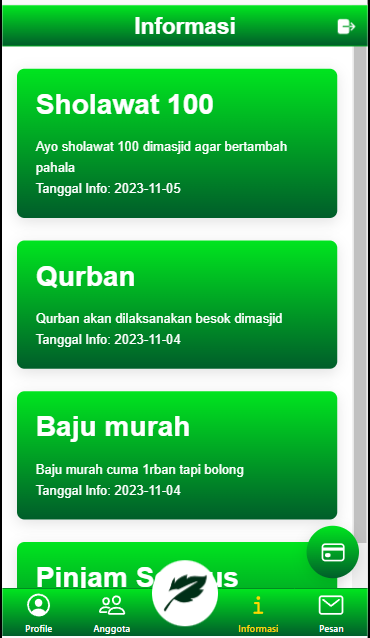 Informasi
Sholawat 100
Ayo sholawat 100 dimasjid agar bertambah
pahala
Tanggal Info: 2023-11-05
Qurban
Qurban akan dilaksanakan besok dimasjid
Tanggal Info: 2023-11-04
Baju murah
Baju murah cuma 1rban tapi bolong
Tanggal Info: 2023-11-04
Pinjam
Profile
Anggota
Informasi
Pesan